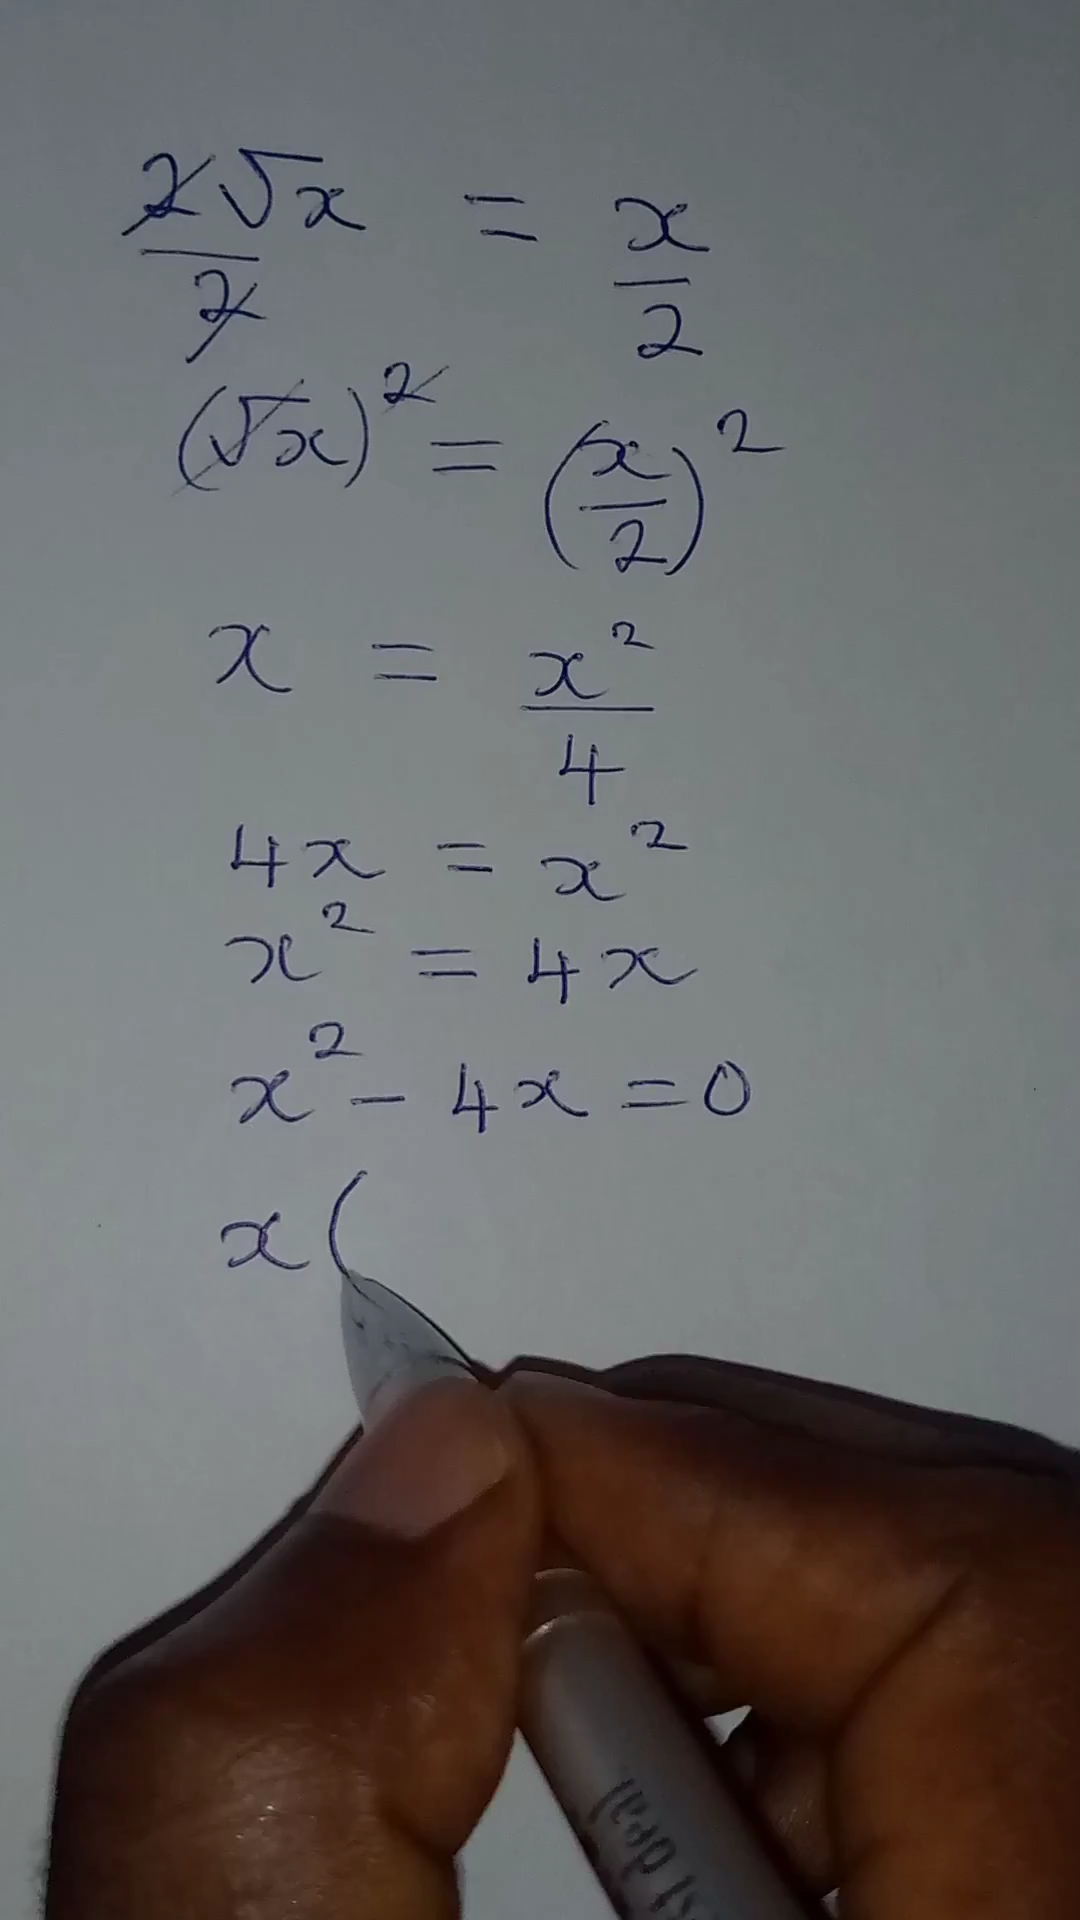 2√x/2 = x/2
(√x)² = (x/2)²
x = x²/4
4x = x²
x² = 4x
x² - 4x = 0
x(